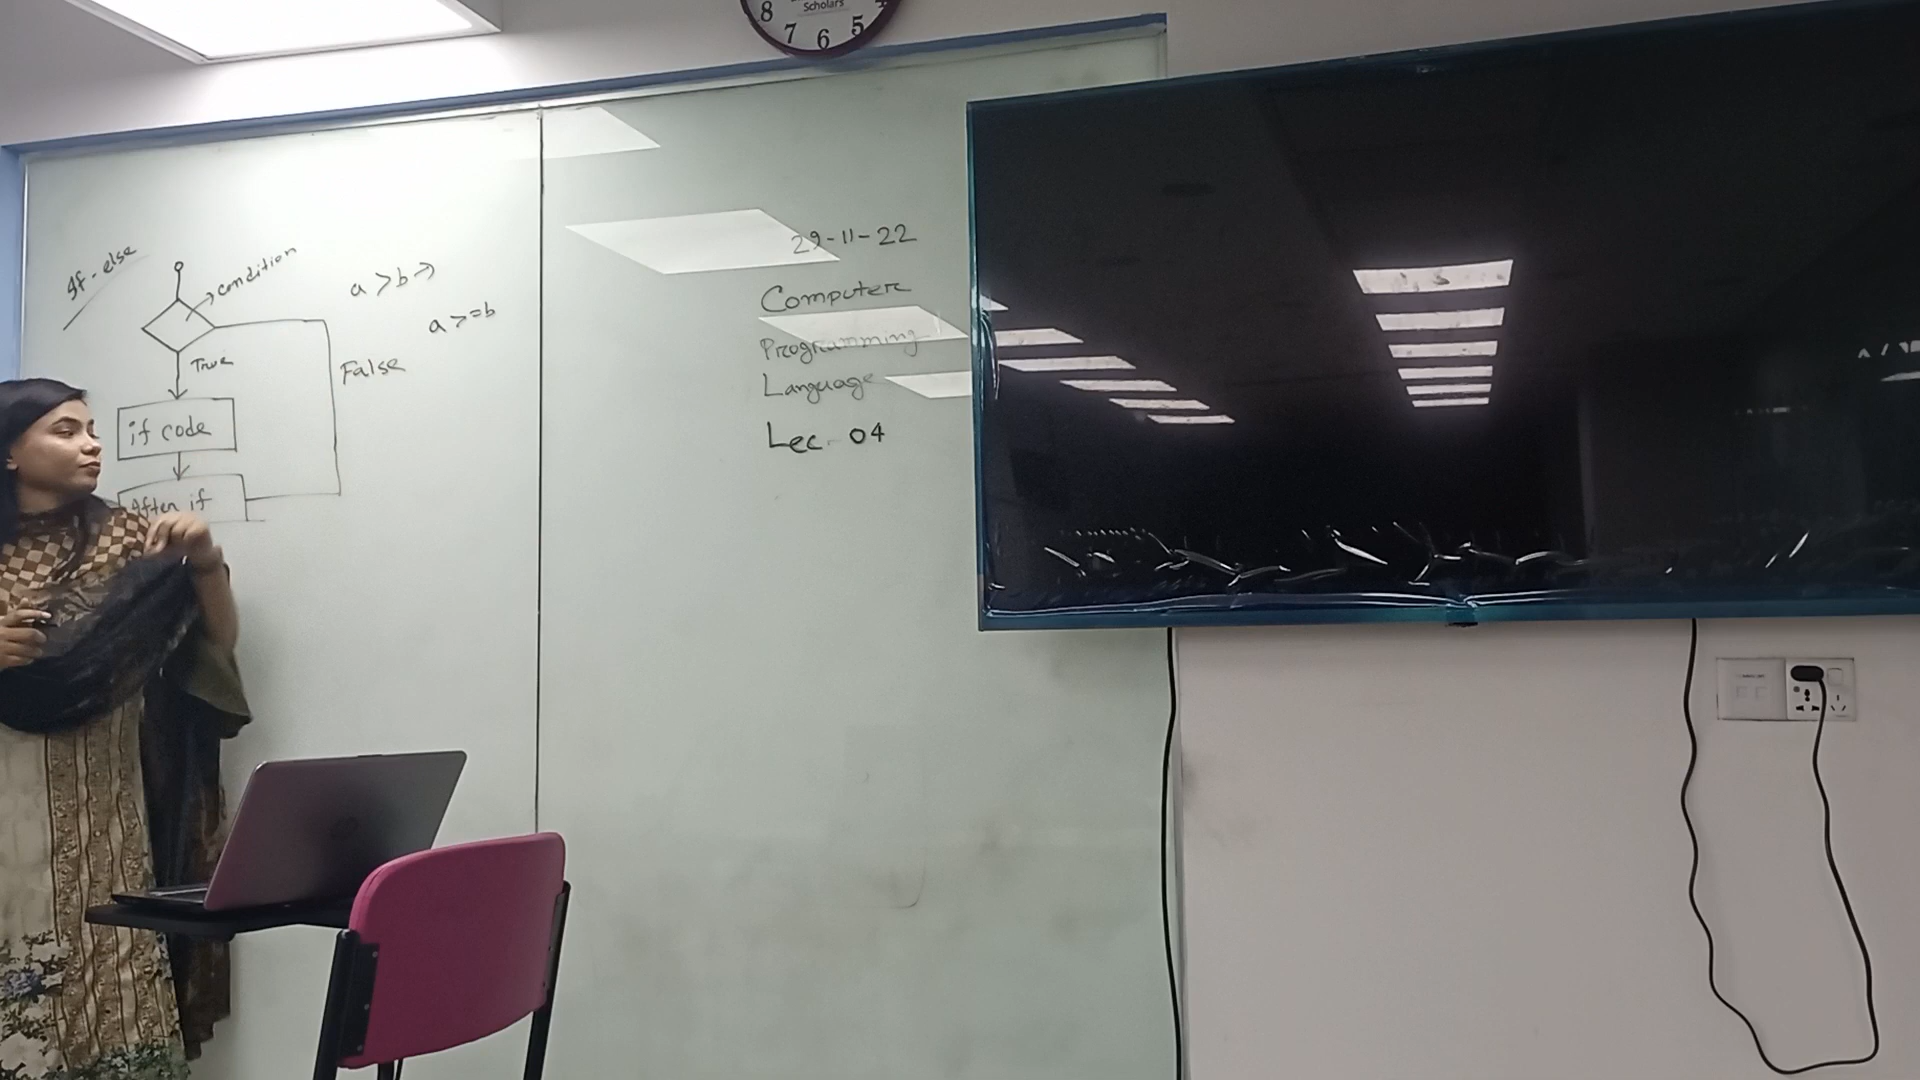 Scholars
8 7 6 5
If-else
condition
True
False
if code
After if
a > b →
a >= b
29-11-22
Computer
Programming
Language
Lec- 04